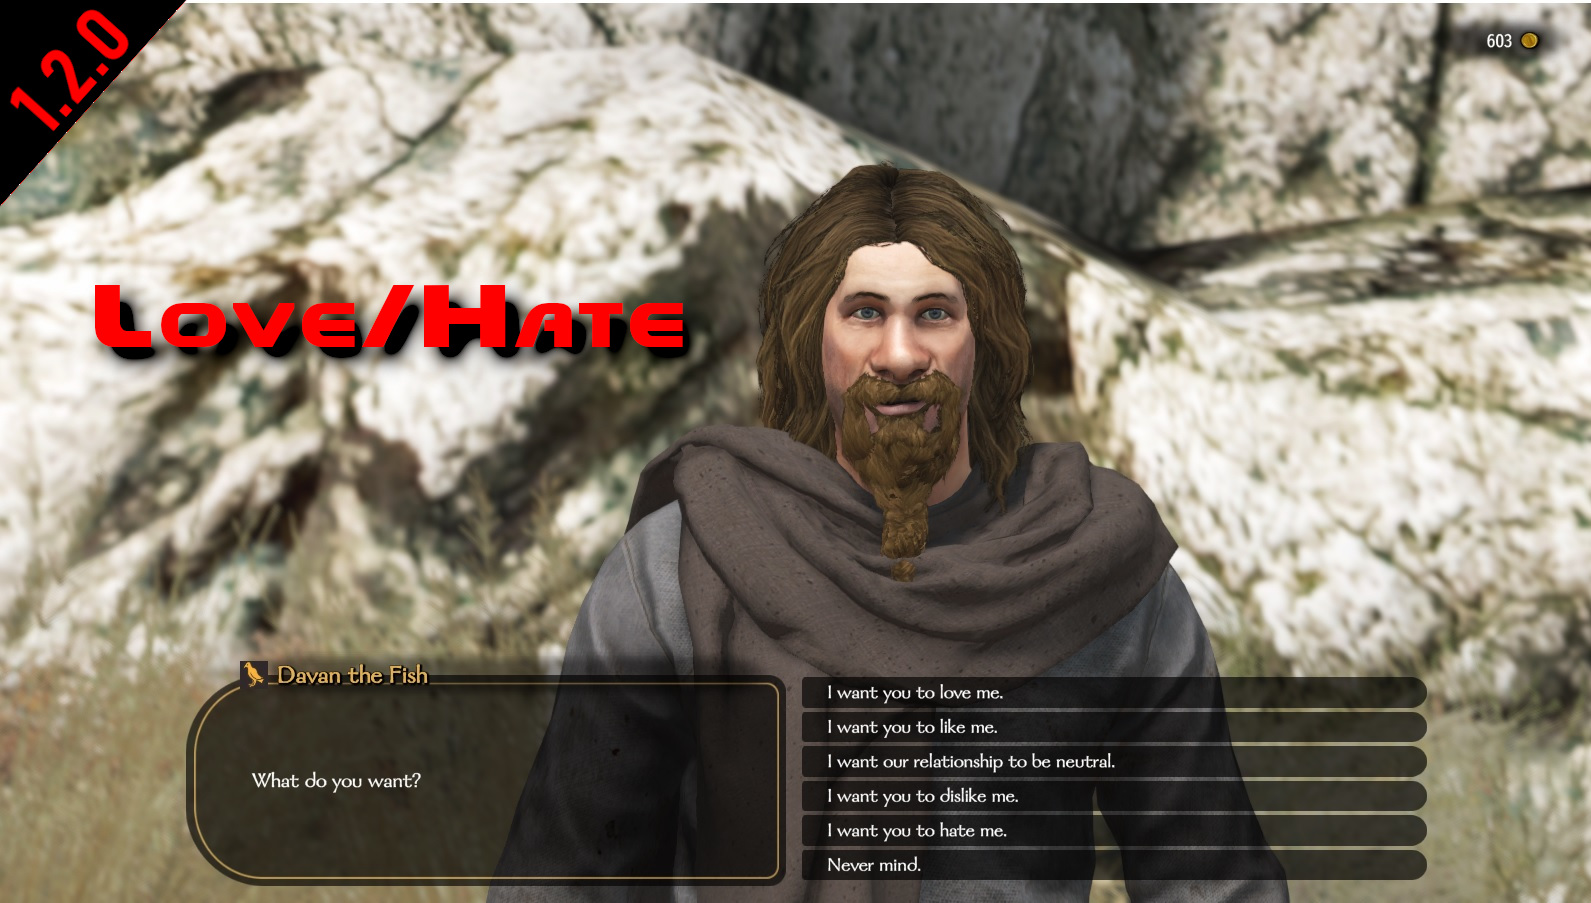 1.2.0
603
Love/Hate
Davan the Fish
What do you want?
I want you to love me.
I want you to like me.
I want our relationship to be neutral.
I want you to dislike me.
I want you to hate me.
Never mind.